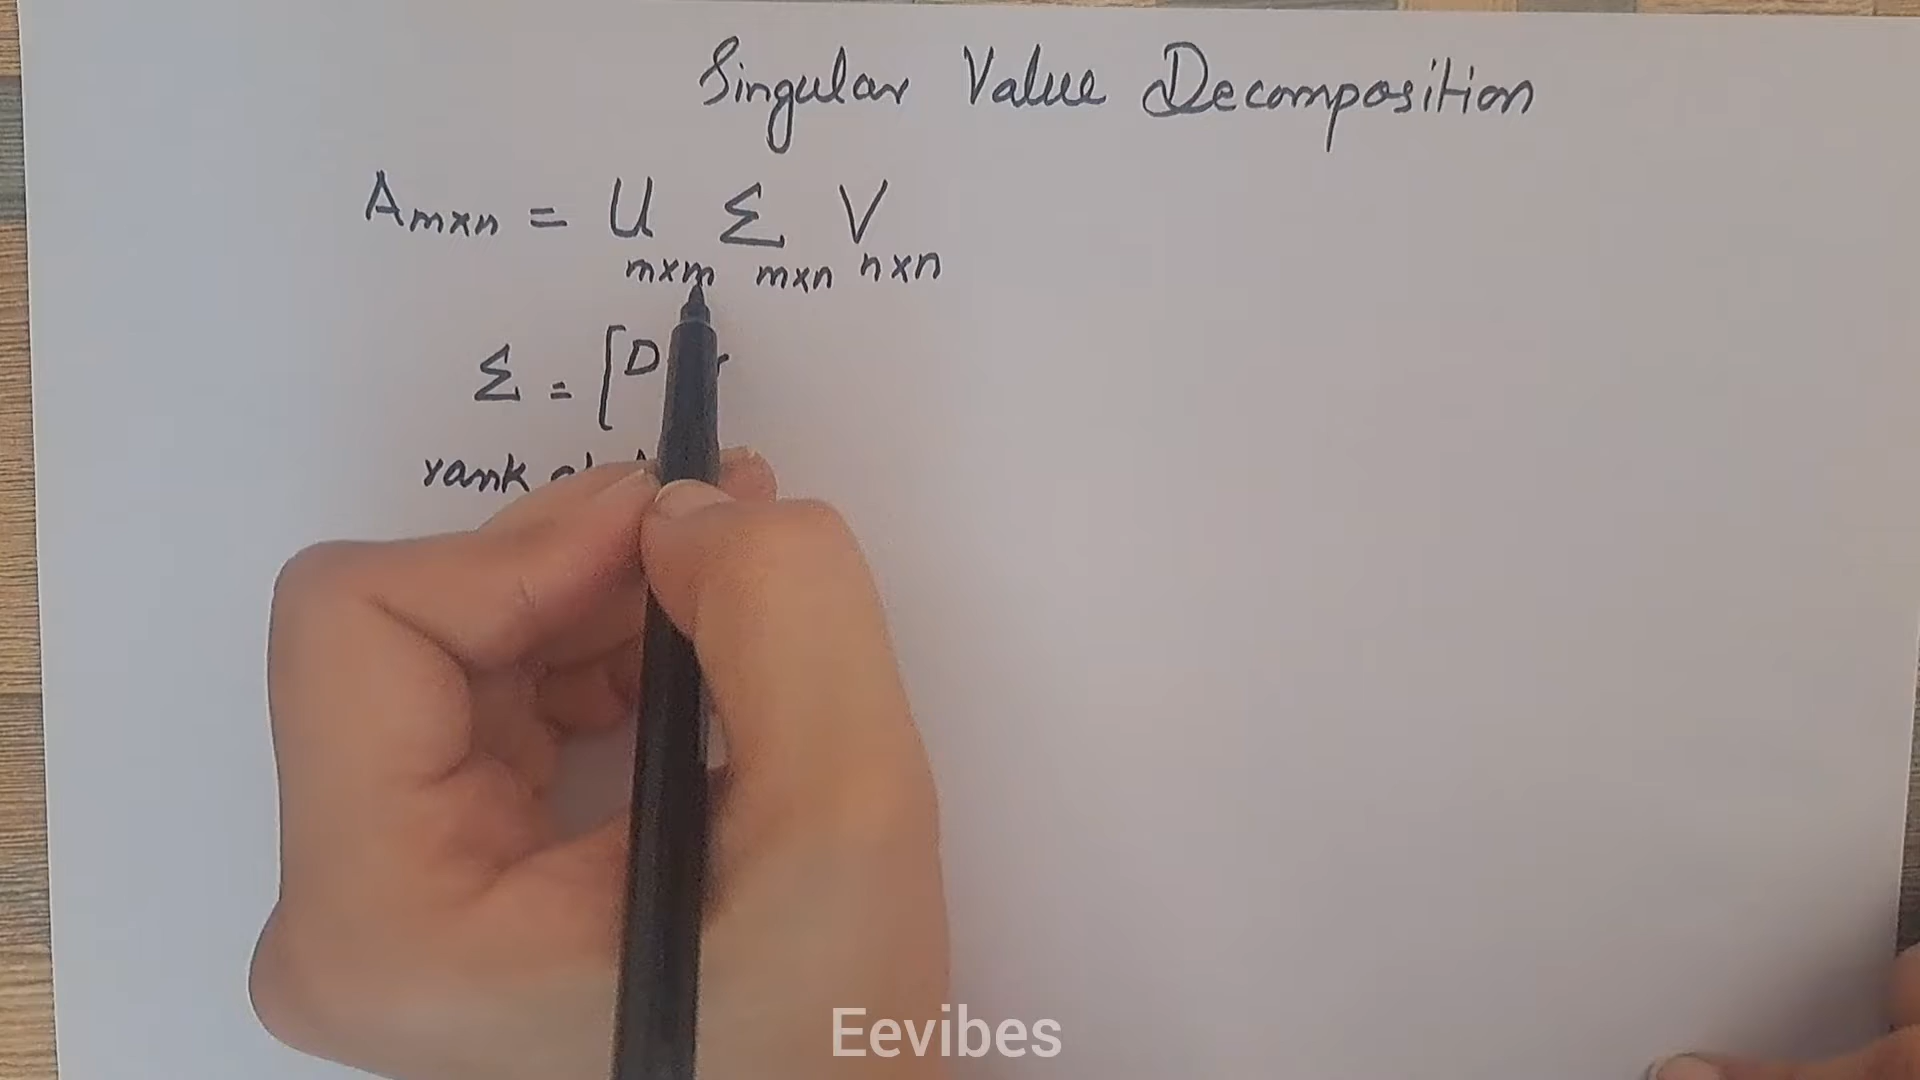 Singular Value Decomposition
Amxn = U Σ V
mxm mxn nxn
Σ = [D
rank
Eevibes